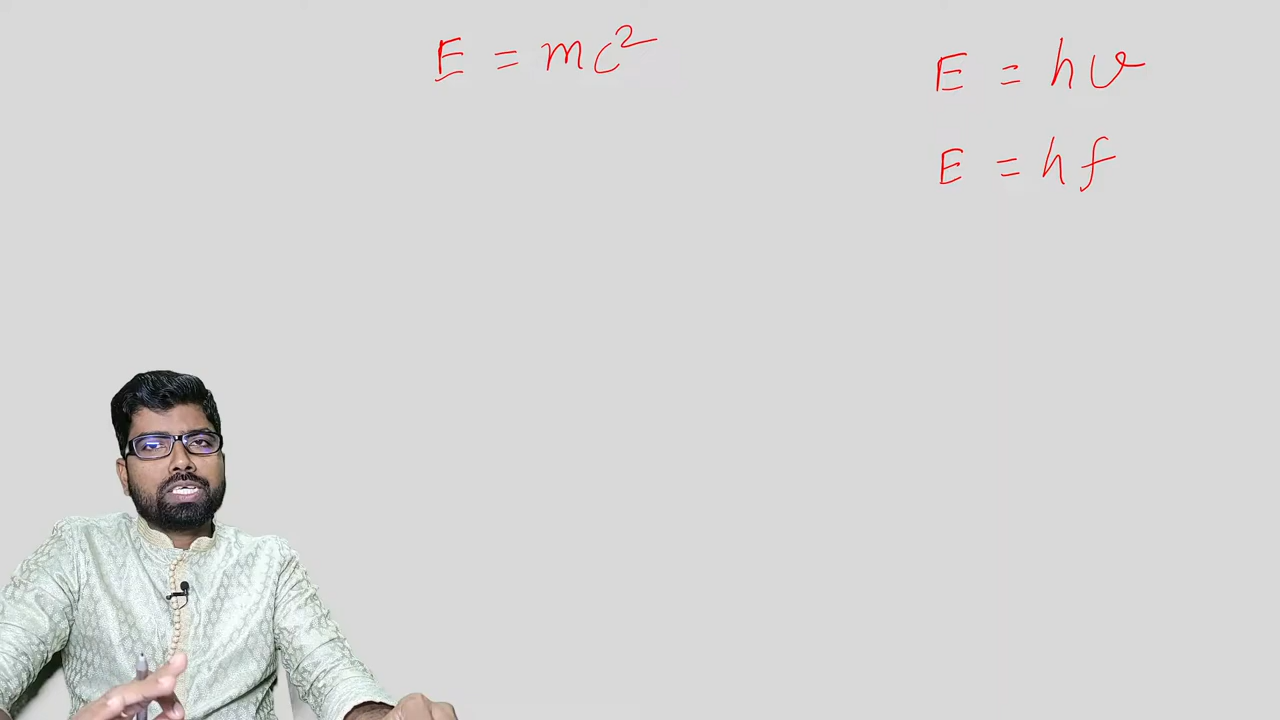 E = mc²
E = hν
E = hf